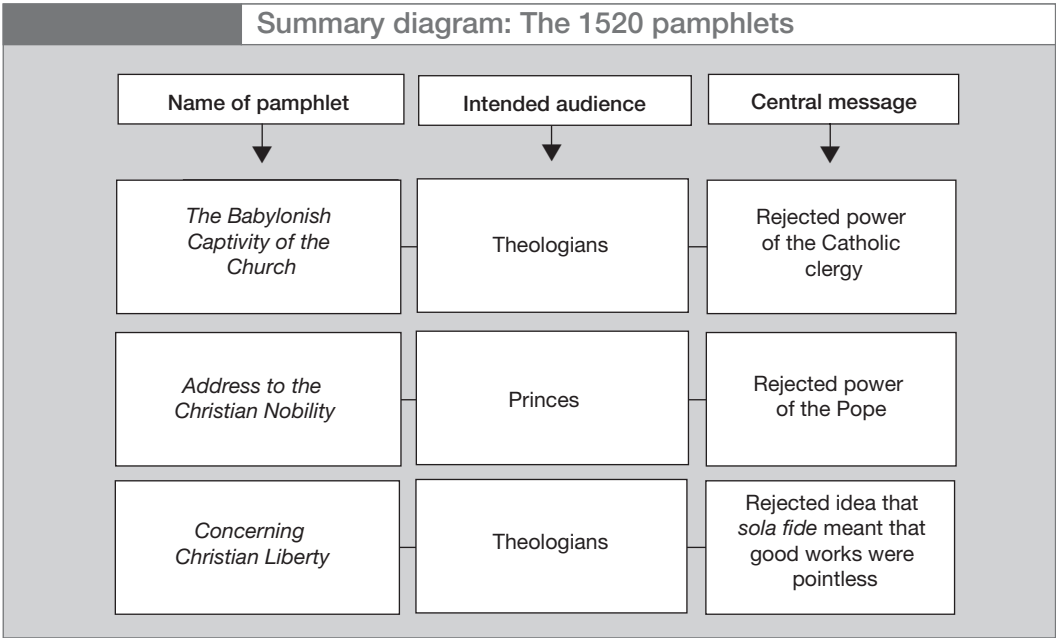 Summary diagram: The 1520 pamphlets
Name of pamphlet
Intended audience
Central message
The Babylonish
Captivity of the
Church
Theologians
Rejected power
of the Catholic
clergy
Address to the
Christian Nobility
Princes
Rejected power
of the Pope
Concerning
Christian Liberty
Theologians
Rejected idea that
sola fide meant that
good works were
pointless